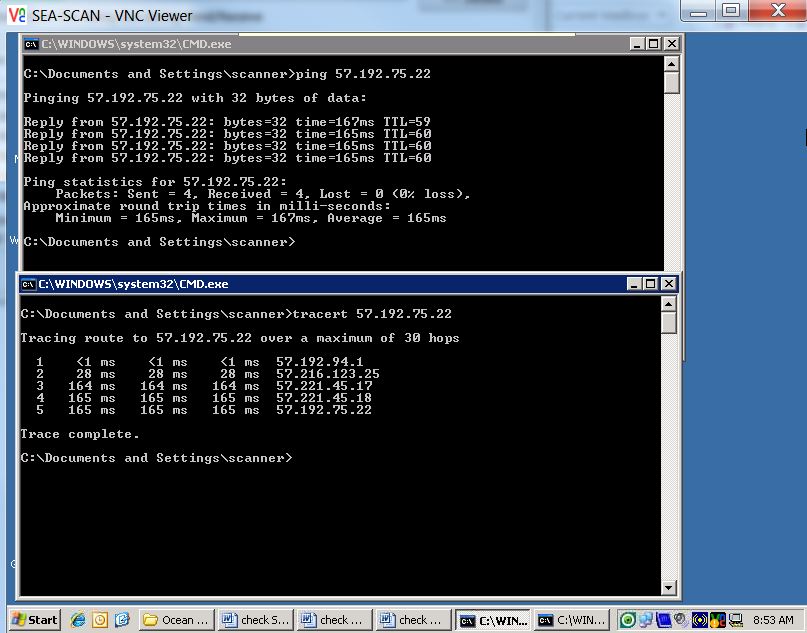 SEA-SCAN - VNC Viewer
C:\WINDOWS\system32\CMD.exe
C:\Documents and Settings\scanner>ping 57.192.75.22
Pinging 57.192.75.22 with 32 bytes of data:
Reply from 57.192.75.22: bytes=32 time=167ms TTL=59
Reply from 57.192.75.22: bytes=32 time=165ms TTL=60
Reply from 57.192.75.22: bytes=32 time=165ms TTL=60
Reply from 57.192.75.22: bytes=32 time=165ms TTL=60
Ping statistics for 57.192.75.22:
Packets: Sent = 4, Received = 4, Lost = 0 (0% loss),
Approximate round trip times in milli-seconds:
Minimum = 165ms, Maximum = 167ms, Average = 165ms
C:\Documents and Settings\scanner>
C:\WINDOWS\system32\CMD.exe
C:\Documents and Settings\scanner>tracert 57.192.75.22
Tracing route to 57.192.75.22 over a maximum of 30 hops
1 <1 ms <1 ms <1 ms 57.192.94.1
2 28 ms 28 ms 28 ms 57.216.123.25
3 164 ms 164 ms 164 ms 57.221.45.17
4 165 ms 165 ms 165 ms 57.221.45.18
5 165 ms 165 ms 165 ms 57.192.75.22
Trace complete.
C:\Documents and Settings\scanner>
Start Ocean ... check S... check ... check ... C:\WIN... C:\WIN... 8:53 AM